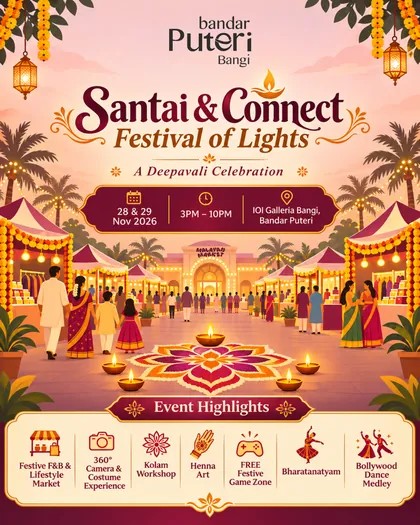 bandar
Puteri
Bangi
Santai & Connect
Festival of Lights
A Deepavali Celebration
28 & 29
Nov 2026
3PM – 10PM
IOI Galleria Bangi,
Bandar Puteri
Event Highlights
Festive F&B &
Lifestyle
Market
360°
Camera &
Costume
Experience
Kolam
Workshop
Henna
Art
FREE
Festive
Game Zone
Bharatanatyam
Bollywood
Dance
Medley